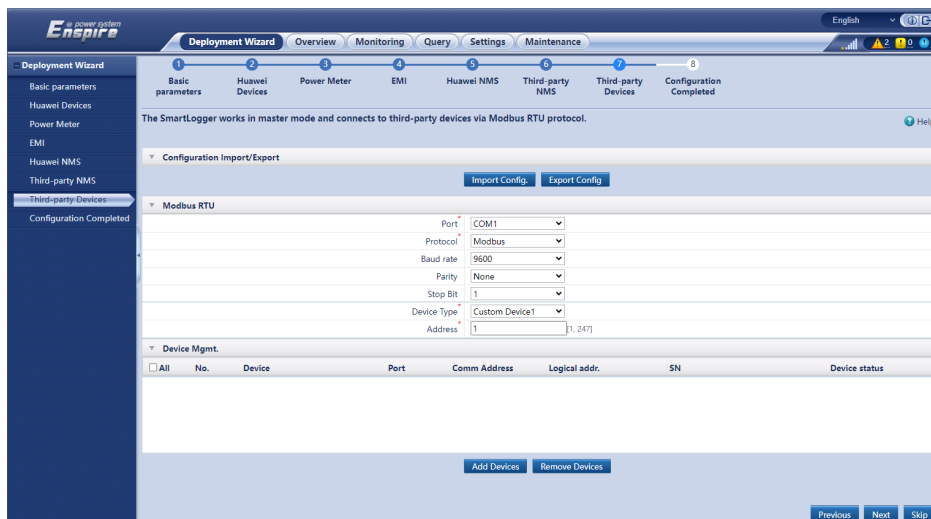 Enspire e power system
English
Deployment Wizard Overview Monitoring Query Settings Maintenance
2 0
Deployment Wizard
Basic parameters
Huawei Devices
Power Meter
EMI
Huawei NMS
Third-party NMS
Third-party Devices
Configuration Completed
1 2 3 4 5 6 7 8
Basic parameters
Huawei Devices
Power Meter
EMI
Huawei NMS
Third-party NMS
Third-party Devices
Configuration Completed
The SmartLogger works in master mode and connects to third-party devices via Modbus RTU protocol.
Help
Configuration Import/Export
Import Config. Export Config
Modbus RTU
Port* COM1
Protocol* Modbus
Baud rate 9600
Parity None
Stop Bit 1
Device Type* Custom Device1
Address* 1 [1, 247]
Device Mgmt.
All No. Device Port Comm Address Logical addr. SN Device status
Add Devices Remove Devices
Previous Next Skip